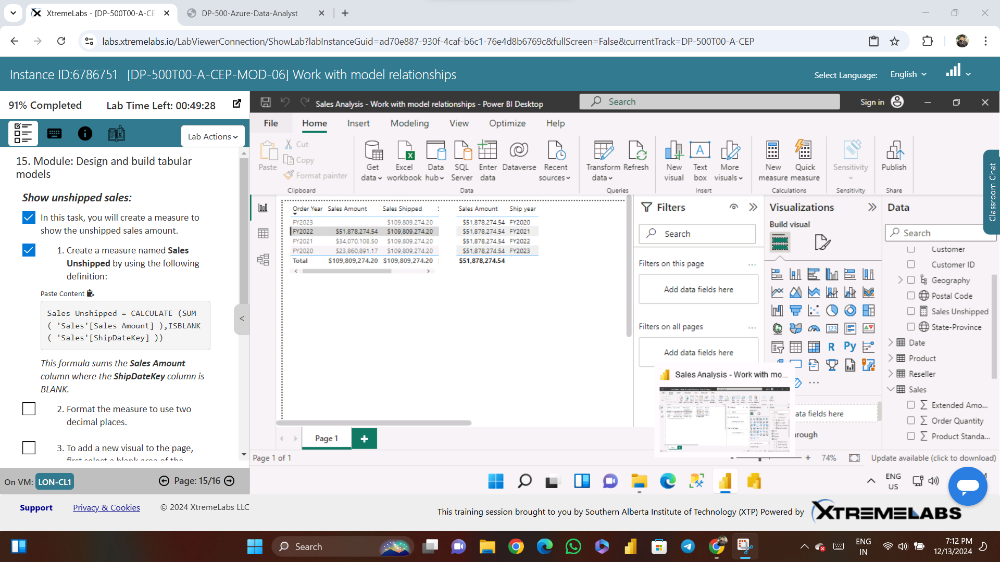 XtremeLabs - [DP-500T00-A-CE
DP-500-Azure-Data-Analyst
labs.xtremelabs.io/LabViewerConnection/ShowLab?labInstanceGuid=ad70e887-930f-4caf-b6c1-76e4d8b6769c&fullScreen=False&currentTrack=DP-500T00-A-CEP
Instance ID:6786751 [DP-500T00-A-CEP-MOD-06] Work with model relationships
Select Language: English
91% Completed
Lab Time Left: 00:49:28
Lab Actions
15. Module: Design and build tabular
models
Show unshipped sales:
In this task, you will create a measure to
show the unshipped sales amount.
1. Create a measure named Sales
Unshipped by using the following
definition:
Paste Content
Sales Unshipped = CALCULATE (SUM
( 'Sales'[Sales Amount] ),ISBLANK
( 'Sales'[ShipDateKey] ))
This formula sums the Sales Amount
column where the ShipDateKey column is
BLANK.
2. Format the measure to use two
decimal places.
3. To add a new visual to the page,
first select a blank area of the
<
On VM: LON-CL1
Page: 15/16
Sales Analysis - Work with model relationships - Power BI Desktop
Search
Sign in
File Home Insert Modeling View Optimize Help
Paste
Cut
Copy
Format painter
Clipboard
Get
data
Excel
workbook
Data
hub
SQL
Server
Enter
data
Dataverse
Recent
sources
Data
Transform
data
Refresh
Queries
New
visual
Text
box
More
visuals
Insert
New
measure
Quick
measure
Calculations
Sensitivity
Sensitivity
Publish
Share
Classroom Chat
Order Year Sales Amount Sales Shipped
FY2023 $109,809,274.20
FY2022 $51,878,274.54 $109,809,274.20
FY2021 $34,070,108.50 $109,809,274.20
FY2020 $23,860,891.17 $109,809,274.20
Total $109,809,274.20 $109,809,274.20
Sales Amount Ship year
$51,878,274.54 FY2020
$51,878,274.54 FY2021
$51,878,274.54 FY2022
$51,878,274.54 FY2023
$51,878,274.54
Filters
Search
Filters on this page
...
Add data fields here
Filters on all pages
...
Add data fields here
Visualizations
Build visual
123
R
Py
...
ata fields here
hrough
Sales Analysis - Work with mo...
Data
Search
Customer
Customer ID
Geography
Postal Code
Sales Unshipped
State-Province
Date
Product
Reseller
Sales
Extended Amo...
Order Quantity
Product Standa...
Page 1
+
Page 1 of 1
- + 74%
Update available (click to download)
ENG
US
M
Support
Privacy & Cookies
© 2024 XtremeLabs LLC
This training session brought to you by Southern Alberta Institute of Technology (XTP) Powered by
XTREMELABS
Search
ENG
IN
7:12 PM
12/13/2024